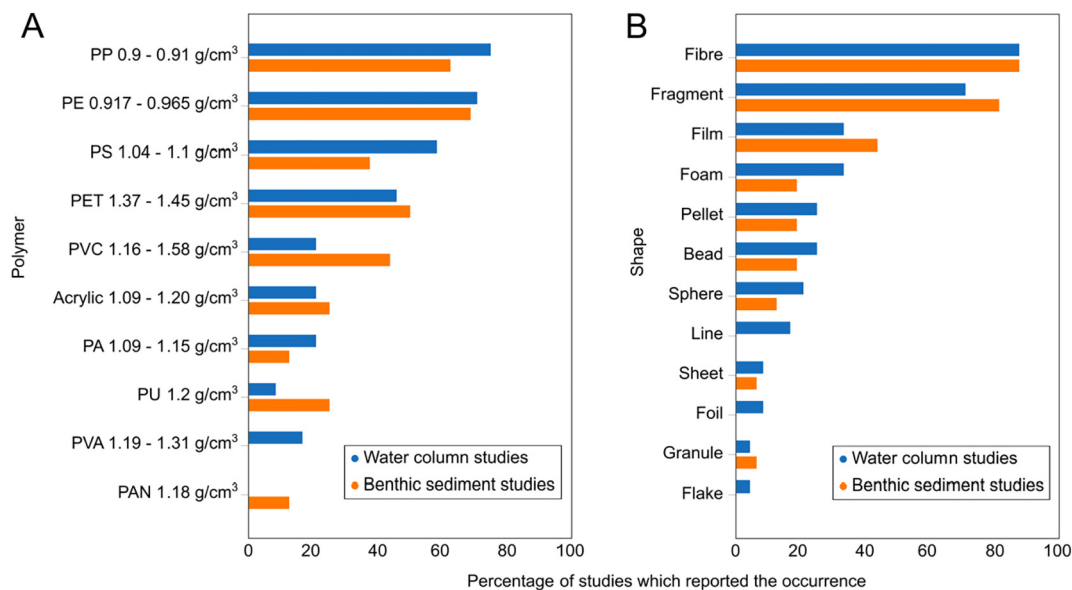 A
Polymer
PP 0.9 - 0.91 g/cm³
PE 0.917 - 0.965 g/cm³
PS 1.04 - 1.1 g/cm³
PET 1.37 - 1.45 g/cm³
PVC 1.16 - 1.58 g/cm³
Acrylic 1.09 - 1.20 g/cm³
PA 1.09 - 1.15 g/cm³
PU 1.2 g/cm³
PVA 1.19 - 1.31 g/cm³
PAN 1.18 g/cm³
Water column studies
Benthic sediment studies
0 20 40 60 80 100
B
Shape
Fibre
Fragment
Film
Foam
Pellet
Bead
Sphere
Line
Sheet
Foil
Granule
Flake
Water column studies
Benthic sediment studies
0 20 40 60 80 100
Percentage of studies which reported the occurrence